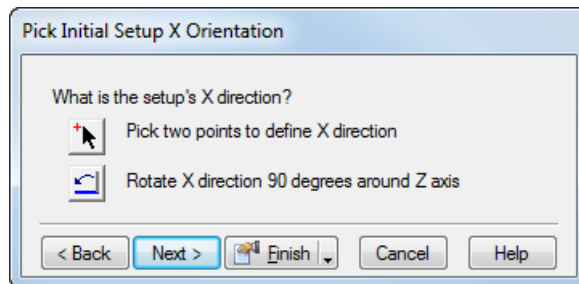 Pick Initial Setup X Orientation
What is the setup's X direction?
Pick two points to define X direction
Rotate X direction 90 degrees around Z axis
< Back Next > Finish Cancel Help